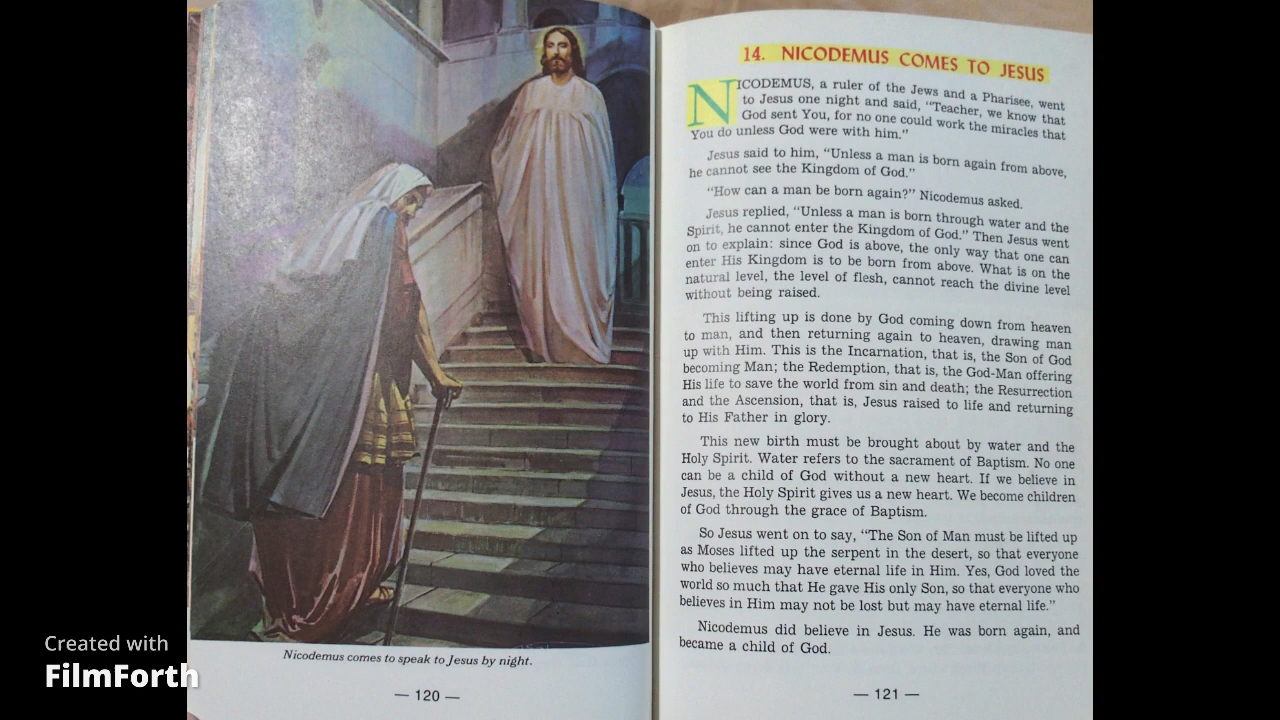 Nicodemus comes to speak to Jesus by night.
— 120 —
14. NICODEMUS COMES TO JESUS
NICODEMUS, a ruler of the Jews and a Pharisee, went
to Jesus one night and said, “Teacher, we know that
God sent You, for no one could work the miracles that
You do unless God were with him.”
Jesus said to him, “Unless a man is born again from above,
he cannot see the Kingdom of God.”
“How can a man be born again?” Nicodemus asked.
Jesus replied, “Unless a man is born through water and the
Spirit, he cannot enter the Kingdom of God.” Then Jesus went
on to explain: since God is above, the only way that one can
enter His Kingdom is to be born from above. What is on the
natural level, the level of flesh, cannot reach the divine level
without being raised.
This lifting up is done by God coming down from heaven
to man, and then returning again to heaven, drawing man
up with Him. This is the Incarnation, that is, the Son of God
becoming Man; the Redemption, that is, the God-Man offering
His life to save the world from sin and death; the Resurrection
and the Ascension, that is, Jesus raised to life and returning
to His Father in glory.
This new birth must be brought about by water and the
Holy Spirit. Water refers to the sacrament of Baptism. No one
can be a child of God without a new heart. If we believe in
Jesus, the Holy Spirit gives us a new heart. We become children
of God through the grace of Baptism.
So Jesus went on to say, “The Son of Man must be lifted up
as Moses lifted up the serpent in the desert, so that everyone
who believes may have eternal life in Him. Yes, God loved the
world so much that He gave His only Son, so that everyone who
believes in Him may not be lost but may have eternal life.”
Nicodemus did believe in Jesus. He was born again, and
became a child of God.
— 121 —
Created with
FilmForth